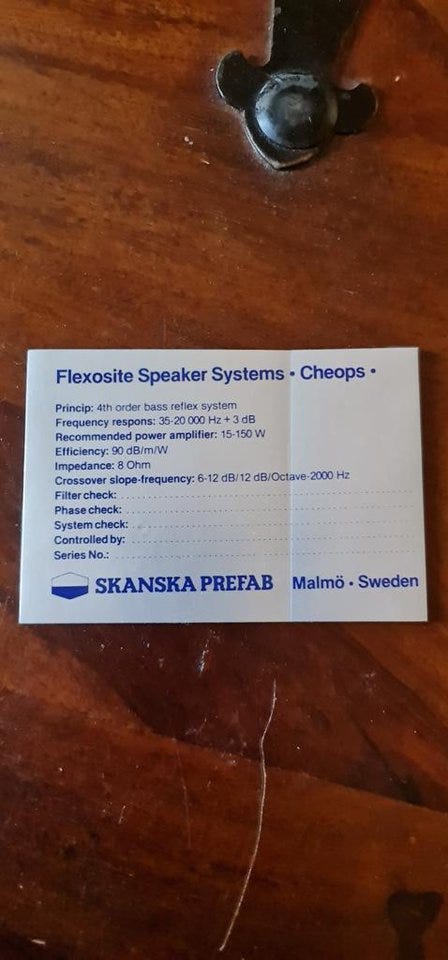 Flexosite Speaker Systems • Cheops •
Princip: 4th order bass reflex system
Frequency respons: 35-20 000 Hz + 3 dB
Recommended power amplifier: 15-150 W
Efficiency: 90 dB/m/W
Impedance: 8 Ohm
Crossover slope-frequency: 6-12 dB/12 dB/Octave-2000 Hz
Filter check:
Phase check:
System check:
Controlled by:
Series No.:
SKANSKA PREFAB Malmö • Sweden